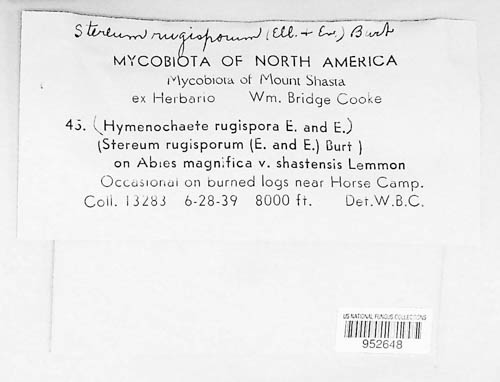 Stereum rugisporum (Ell. + Ev.) Burt
MYCOBIOTA OF NORTH AMERICA
Mycobiota of Mount Shasta
ex Herbario Wm. Bridge Cooke
45. (Hymenochaete rugispora E. and E.)
(Stereum rugisporum (E. and E.) Burt )
on Abies magnifica v. shastensis Lemmon
Occasional on burned logs near Horse Camp.
Coll. 13283 6-28-39 8000 ft. Det.W.B.C.
US NATIONAL FUNGUS COLLECTIONS
952648